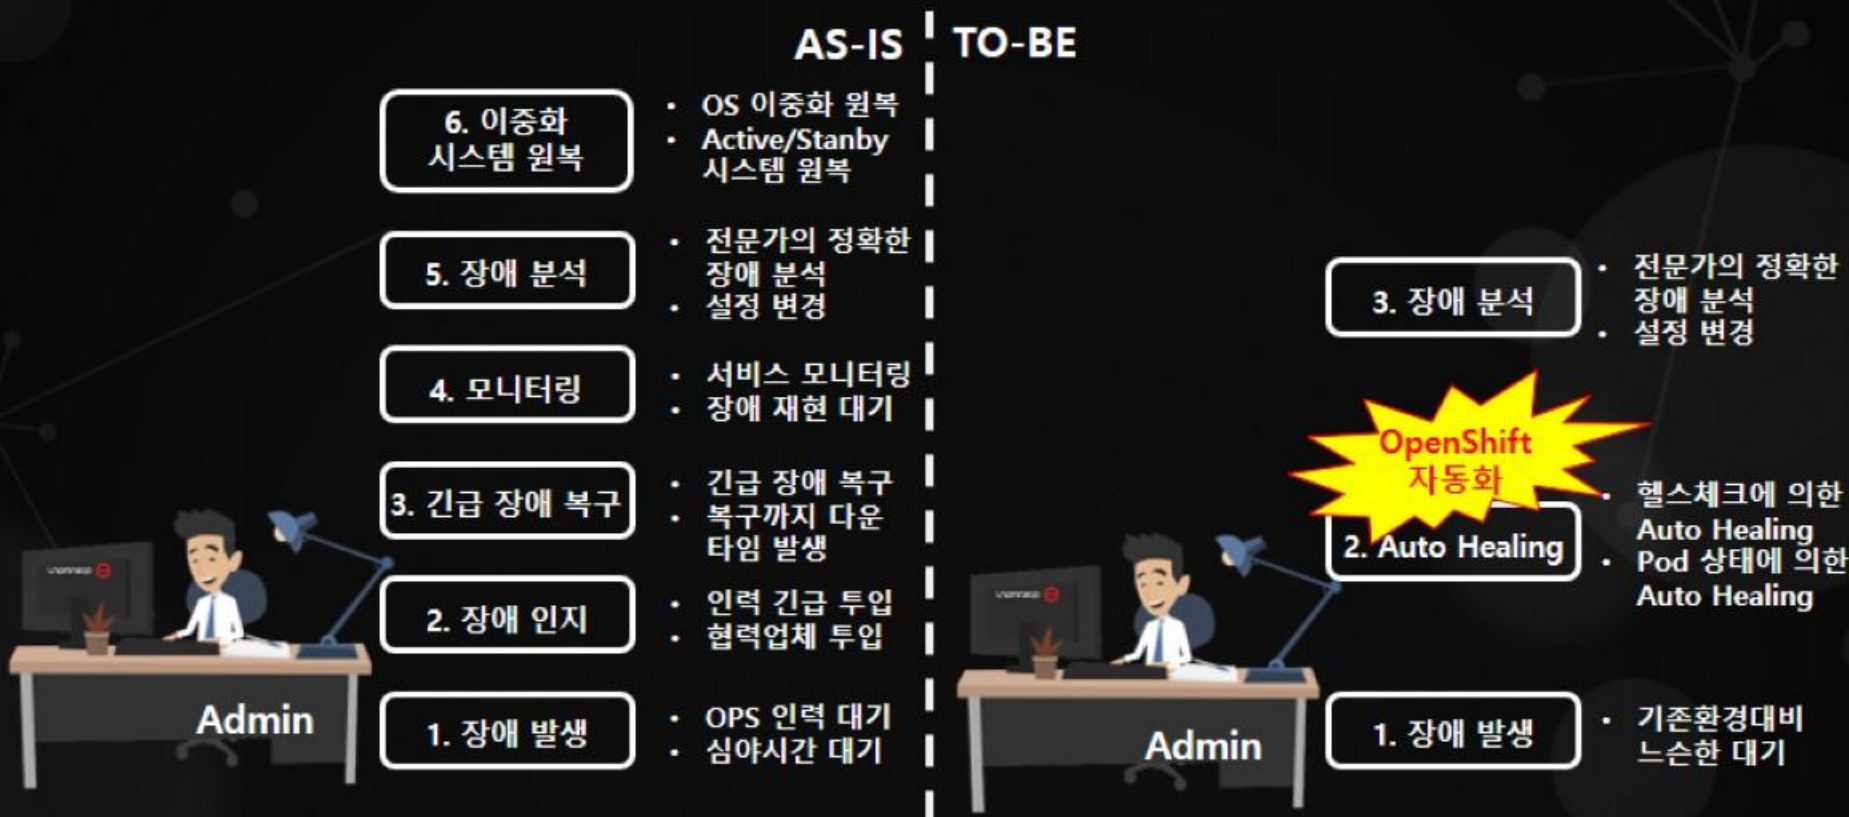 AS-IS
TO-BE
6. 이중화
시스템 원복
• OS 이중화 원복
• Active/Stanby
시스템 원복
5. 장애 분석
• 전문가의 정확한
장애 분석
• 설정 변경
4. 모니터링
• 서비스 모니터링
• 장애 재현 대기
3. 긴급 장애 복구
• 긴급 장애 복구
• 복구까지 다운
타임 발생
2. 장애 인지
• 인력 긴급 투입
• 협력업체 투입
1. 장애 발생
• OPS 인력 대기
• 심야시간 대기
Admin
3. 장애 분석
• 전문가의 정확한
장애 분석
• 설정 변경
OpenShift
자동화
2. Auto Healing
• 헬스체크에 의한
Auto Healing
• Pod 상태에 의한
Auto Healing
1. 장애 발생
• 기존환경대비
느슨한 대기
Admin